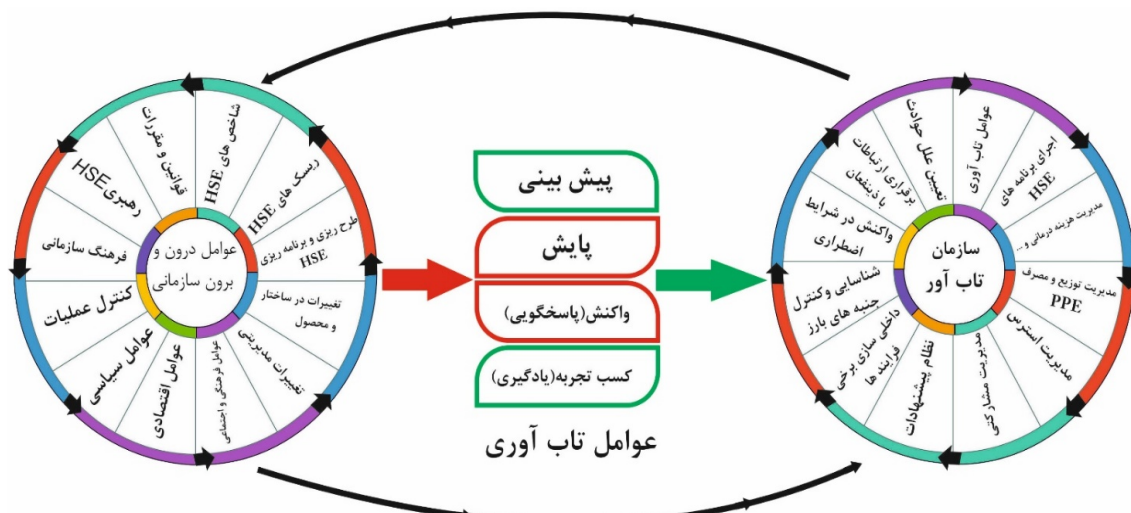 شاخص های HSE
ریسک های HSE
طرح ریزی و برنامه ریزی
HSE
تغییرات در ساختار
و محصول
تغییرات مدیریتی
عوامل فرهنگی و اجتماعی
عوامل اقتصادی
عوامل سیاسی
کنترل عملیات
فرهنگ سازمانی
رهبری HSE
قوانین و مقررات
عوامل درون و
برون سازمانی
پیش بینی
پایش
واکنش(پاسخگویی)
کسب تجربه(یادگیری)
عوامل تاب آوری
عوامل تاب آوری
اجرای برنامه های
HSE
مدیریت هزینه درمانی و ...
مدیریت توزیع و مصرف
PPE
مدیریت استرس
مدیریت مشارکتی
نظام پیشنهادات
داخلی سازی برخی
فرایند ها
شناسایی وکنترل
جنبه های بارز
واکنش در شرایط
اضطراری
برقراری ارتباطات
با ذینفعان
تعیین علل حوادث
سازمان
تاب آور